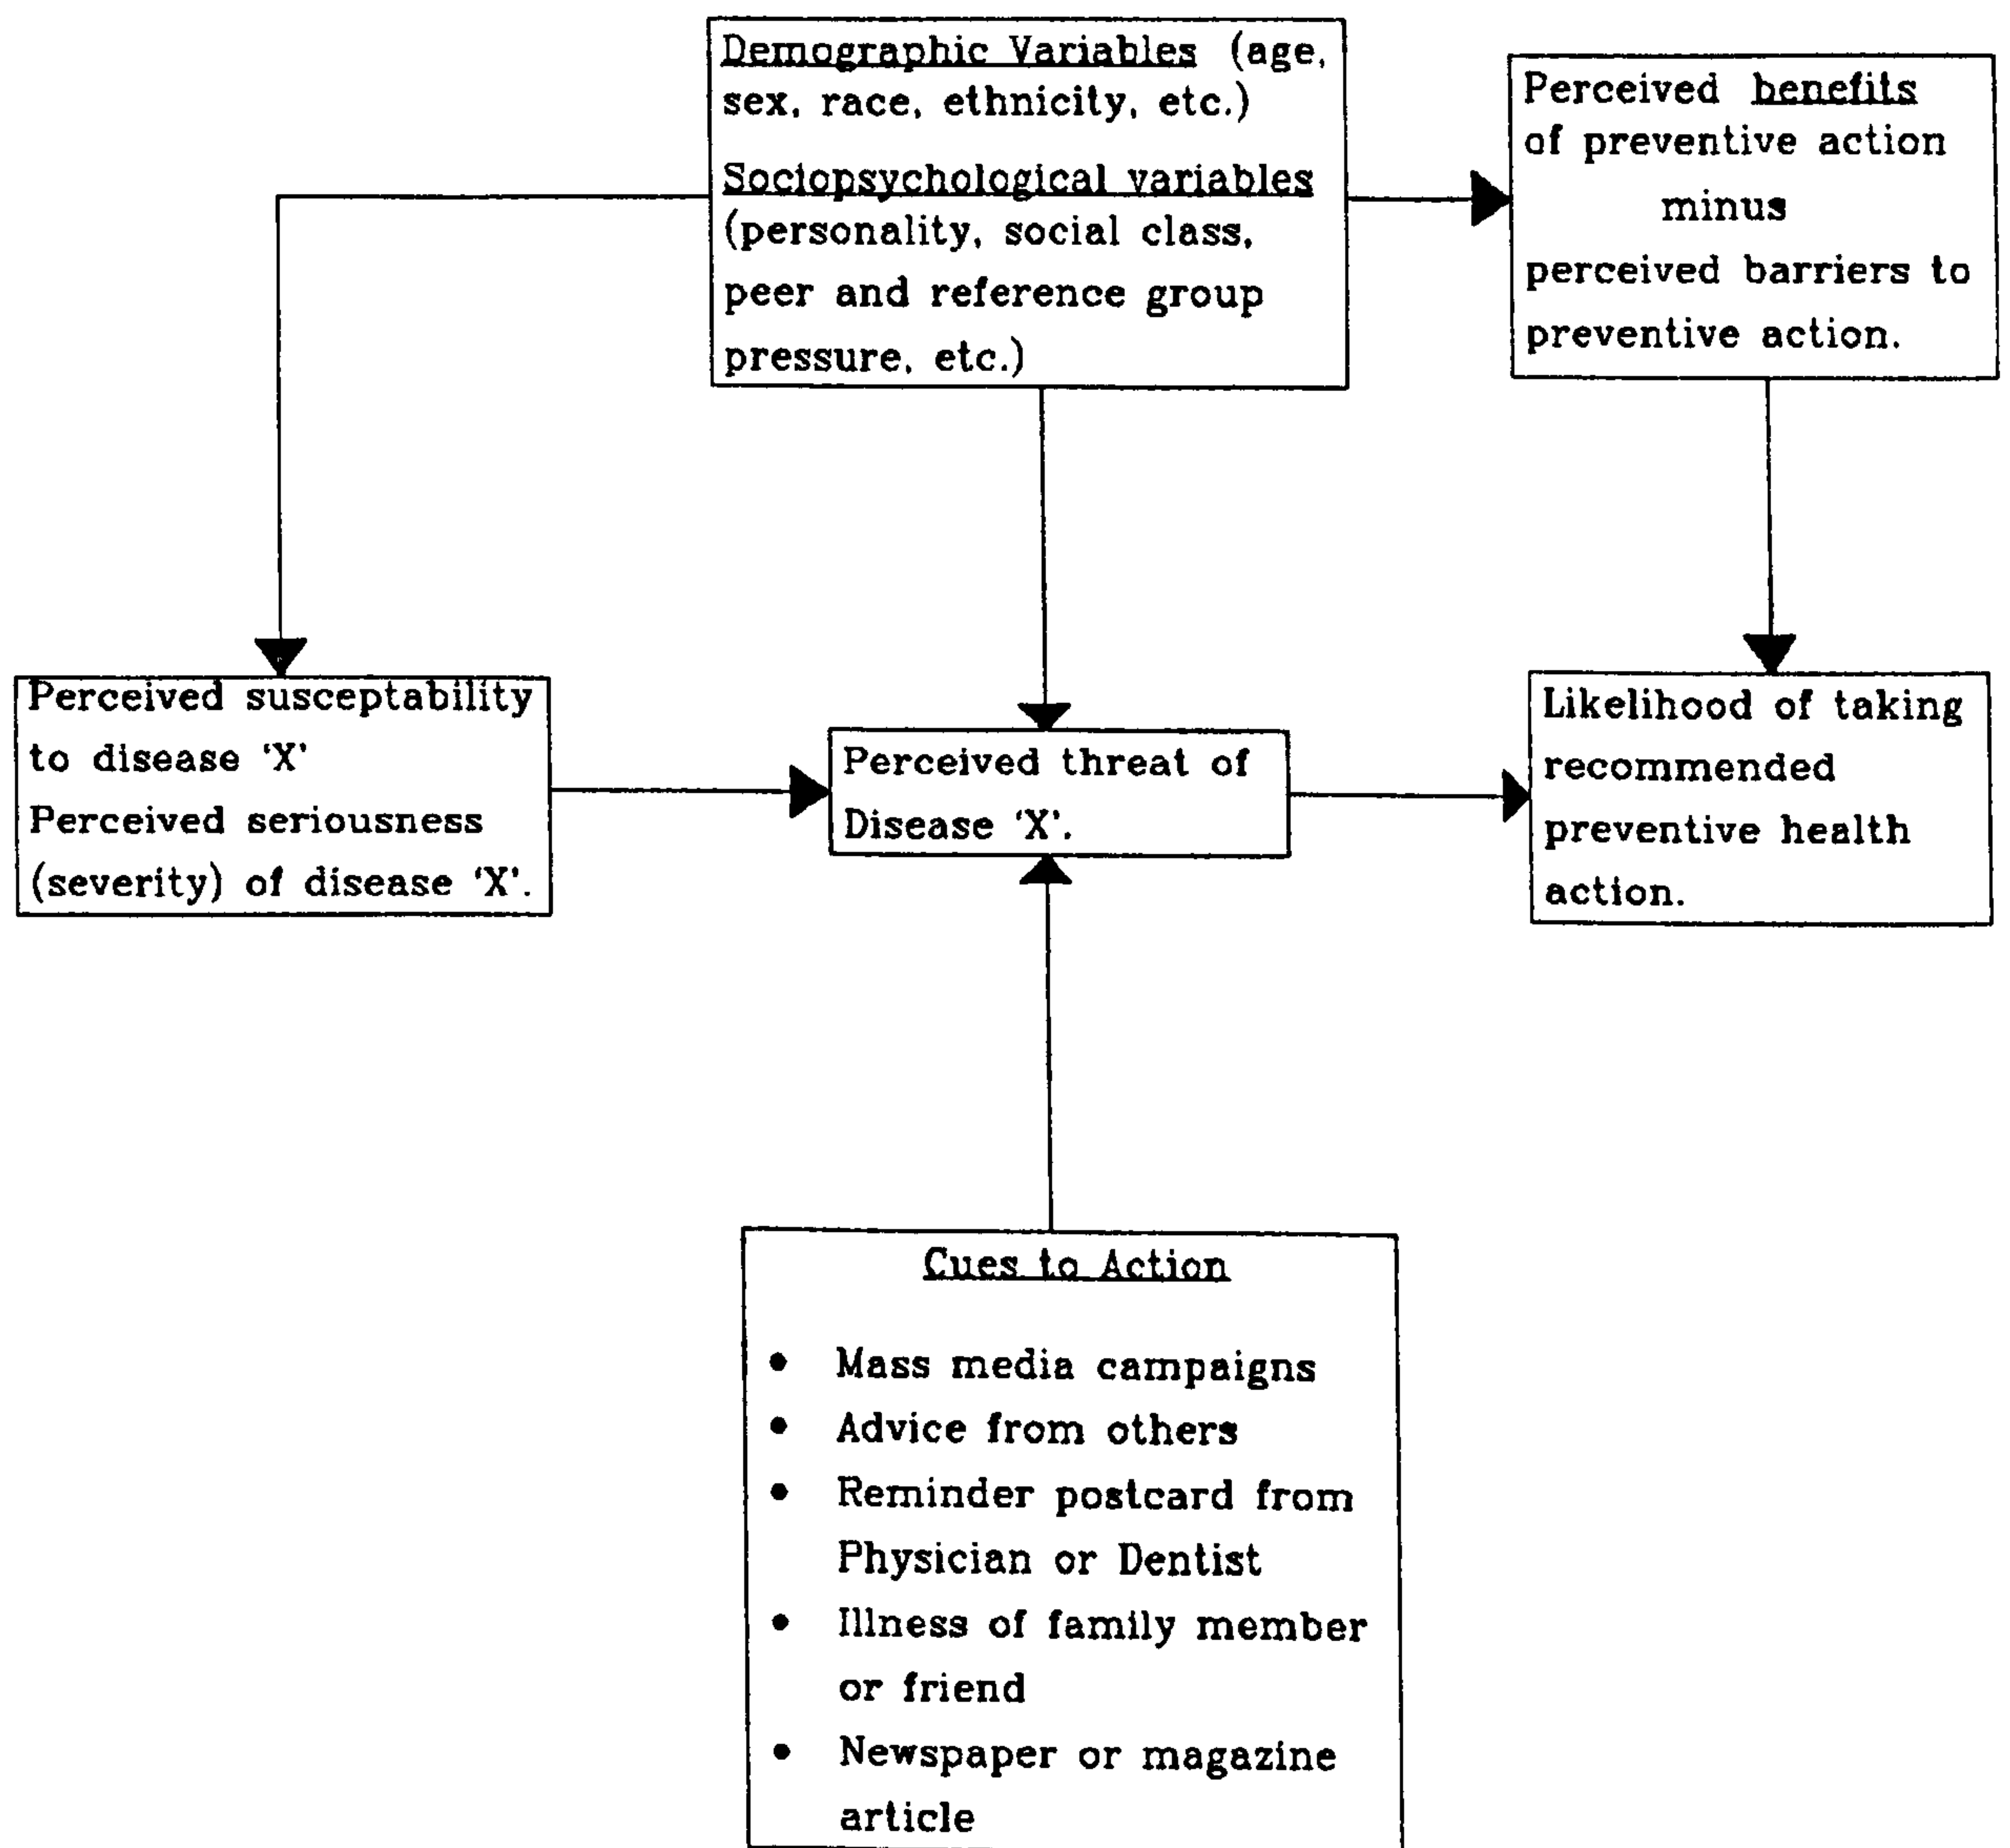 Demographic Variables (age,
sex, race, ethnicity, etc.)
Sociopsychological variables
(personality, social class,
peer and reference group
pressure, etc.)
Perceived benefits
of preventive action
minus
perceived barriers to
preventive action.
Perceived susceptability
to disease ‘X’
Perceived seriousness
(severity) of disease ‘X’.
Perceived threat of
Disease ‘X’.
Likelihood of taking
recommended
preventive health
action.
Cues to Action
• Mass media campaigns
• Advice from others
• Reminder postcard from
Physician or Dentist
• Illness of family member
or friend
• Newspaper or magazine
article